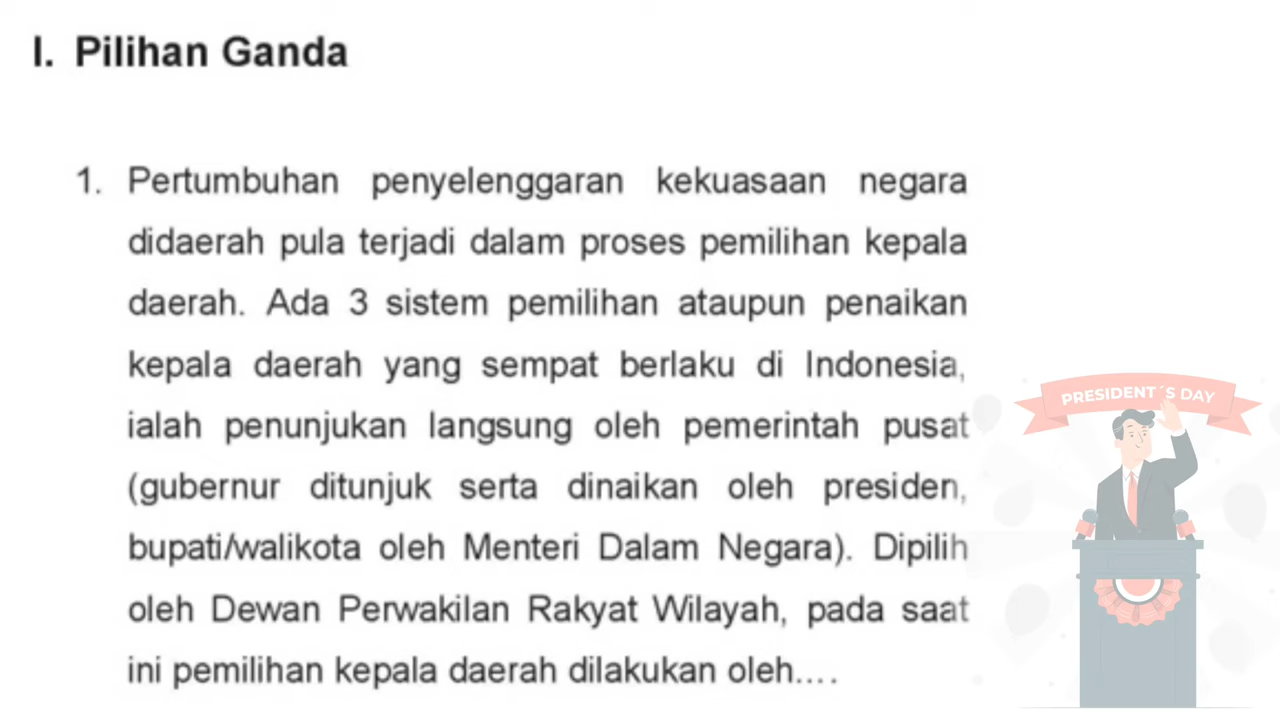 I. Pilihan Ganda
1. Pertumbuhan penyelenggaran kekuasaan negara
didaerah pula terjadi dalam proses pemilihan kepala
daerah. Ada 3 sistem pemilihan ataupun penaikan
kepala daerah yang sempat berlaku di Indonesia,
ialah penunjukan langsung oleh pemerintah pusat
(gubernur ditunjuk serta dinaikan oleh presiden,
bupati/walikota oleh Menteri Dalam Negara). Dipilih
oleh Dewan Perwakilan Rakyat Wilayah, pada saat
ini pemilihan kepala daerah dilakukan oleh....
PRESIDENT´S DAY